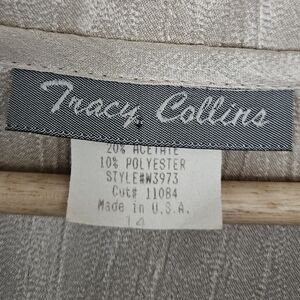 Tracy Collins
20% ACETATE
10% POLYESTER
STYLE#W3973
Cut# 11084
Made in U.S.A.
14